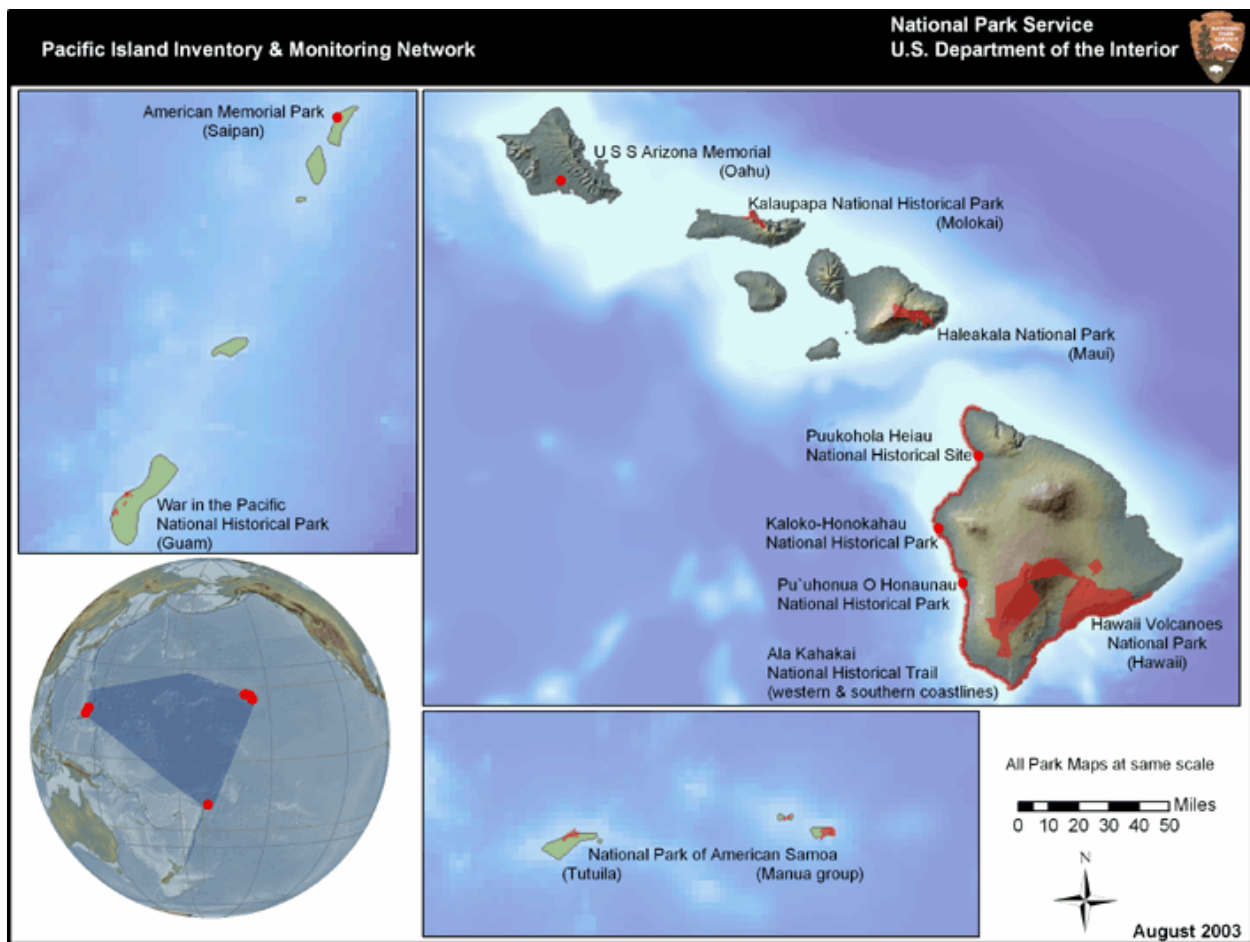 Pacific Island Inventory & Monitoring Network
National Park Service
U.S. Department of the Interior
NATIONAL
PARK
SERVICE
American Memorial Park
(Saipan)
War in the Pacific
National Historical Park
(Guam)
U S S Arizona Memorial
(Oahu)
Kalaupapa National Historical Park
(Molokai)
Haleakala National Park
(Maui)
Puukohola Heiau
National Historical Site
Kaloko-Honokahau
National Historical Park
Pu`uhonua O Honaunau
National Historical Park
Ala Kahakai
National Historical Trail
(western & southern coastlines)
Hawaii Volcanoes
National Park
(Hawaii)
National Park of American Samoa
(Tutuila) (Manua group)
All Park Maps at same scale
Miles
0 10 20 30 40 50
N
August 2003